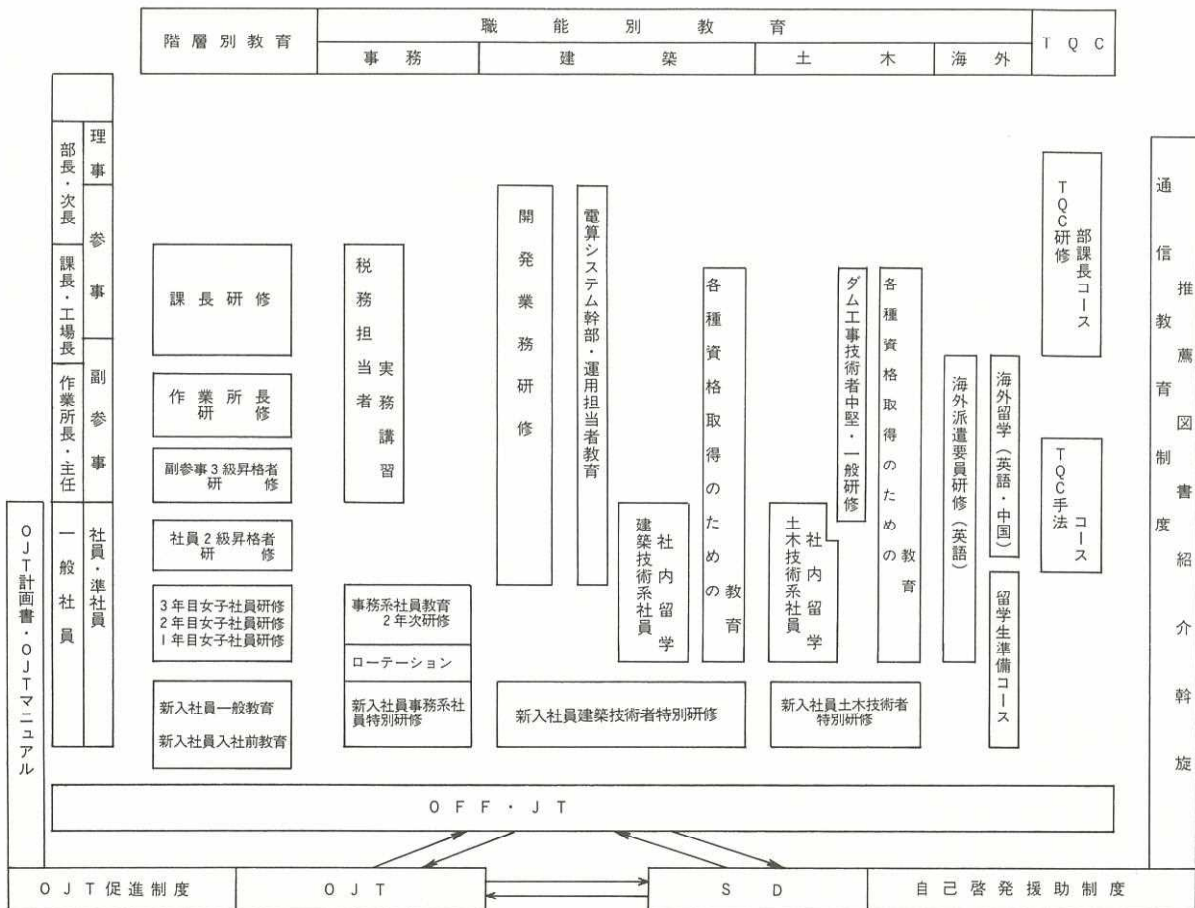 階層別教育
職能別教育
TQC
事務
建築
土木
海外
部長・次長
課長・工場長
作業所長・主任
一般社員
理事
参事
副参事
社員・準社員
OJT計画書・OJTマニュアル
課長研修
作業所長
研修
副参事3級昇格者
研修
社員2級昇格者
研修
3年目女子社員研修
2年目女子社員研修
1年目女子社員研修
新入社員一般教育
新入社員入社前教育
税務担当者
実務講習
事務系社員教育
2年次研修
ローテーション
新入社員事務系社
員特別研修
開発業務研修
電算システム幹部・運用担当者教育
建築技術系社員
社内留学
各種資格取得のための
教育
新入社員建築技術者特別研修
土木技術系社員
社内留学
ダム工事技術者中堅・一般研修
各種資格取得のための
教育
新入社員土木技術者
特別研修
海外派遣要員研修(英語)
海外留学(英語・中国)
留学生準備コース
TQC研修
部課長コース
TQC手法
コース
通信教育制度
推薦図書紹介斡旋
OFF・JT
OJT促進制度
OJT
SD
自己啓発援助制度